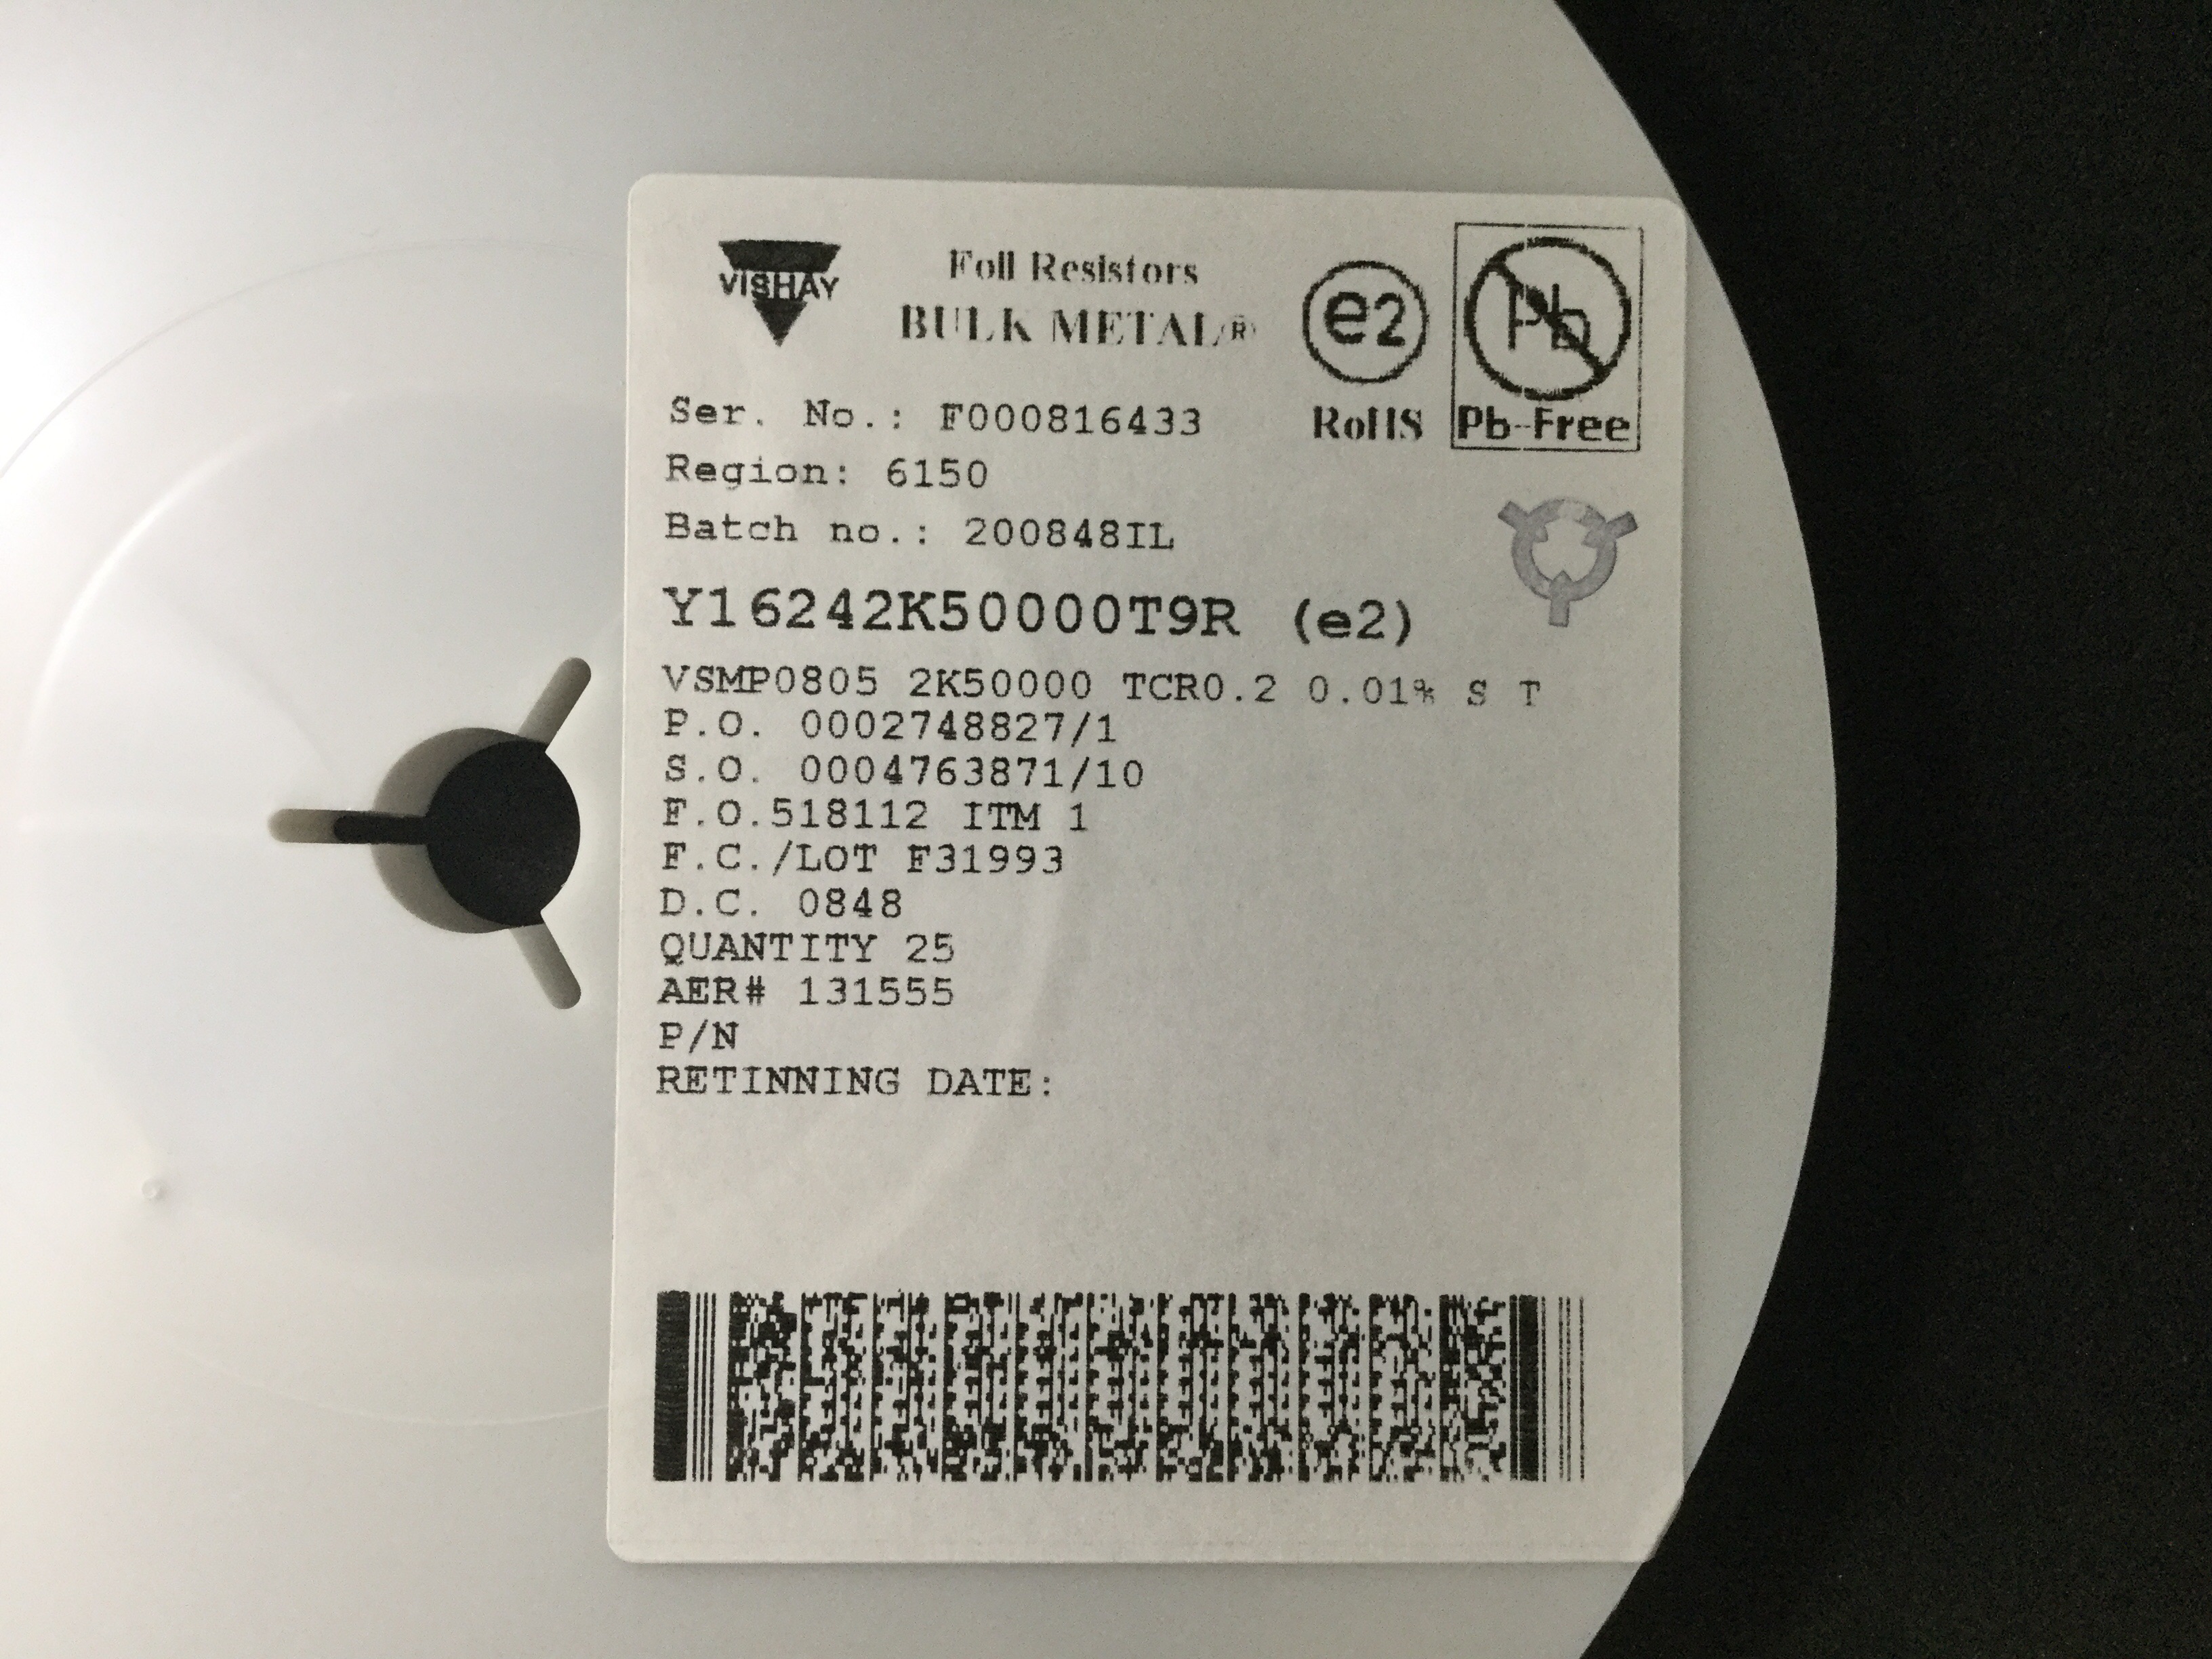 VISHAY
Foil Resistors
BULK METAL®
e2
RoHS
Pb
Pb-Free
Ser. No.: F000816433
Region: 6150
Batch no.: 200848IL
Y16242K50000T9R (e2)
VSMP0805 2K50000 TCR0.2 0.01% S T
P.O. 0002748827/1
S.O. 0004763871/10
F.O.518112 ITM 1
F.C./LOT F31993
D.C. 0848
QUANTITY 25
AER# 131555
P/N
RETINNING DATE: